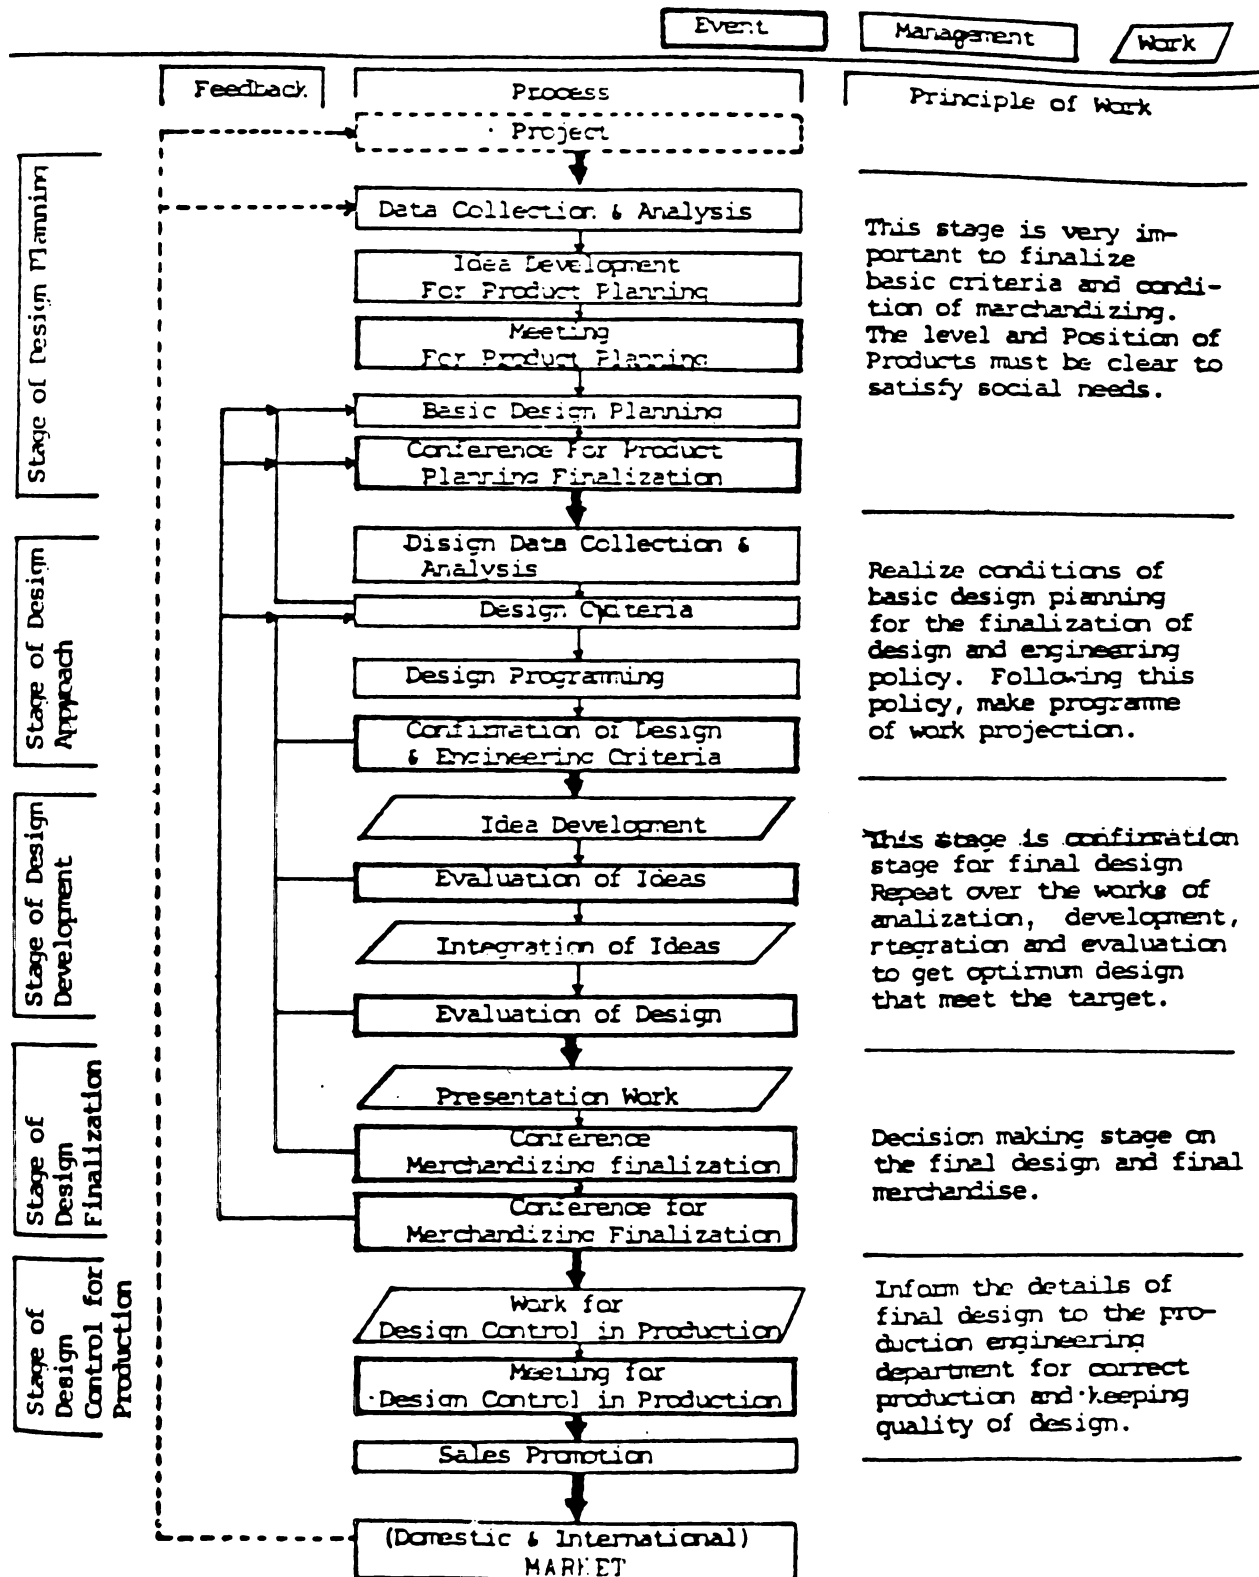 Event
Management
Work
Feedback
Process
Principle of Work
Project
Stage of Design Planning
Data Collection & Analysis
Idea Development
For Product Planning
Meeting
For Product Planning
Basic Design Planning
Conference For Product
Planning Finalization
This stage is very im-
portant to finalize
basic criteria and condi-
tion of marchandizing.
The level and Position of
Products must be clear to
satisfy social needs.
Stage of Design
Appyoach
Disign Data Collection &
Analysis
Design Cyiteria
Design Programing
Confirmation of Design
& Engineering Criteria
Realize conditions of
basic design pianning
for the finalization of
design and engineering
policy. Following this
policy, make programme
of work projection.
Stage of Design
Development
Idea Development
Evaluation of Ideas
Integration of Ideas
Evaluation of Design
This stage is confirmation
stage for final design
Repeat over the works of
analization, development,
rtegration and evaluation
to get optimum design
that meet the target.
Stage of
Design
Finalization
Presentation Work
Conference
Merchandizing finalization
Conference for
Merchandizing Finalization
Decision making stage on
the final design and final
merchandise.
Stage of
Design
Control for
Production
Work for
Design Control in Production
Meeting for
Design Control in Production
Inform the details of
final design to the pro-
duction engineering
department for correct
production and keeping
quality of design.
Sales Promotion
(Domestic & International)
MARKET